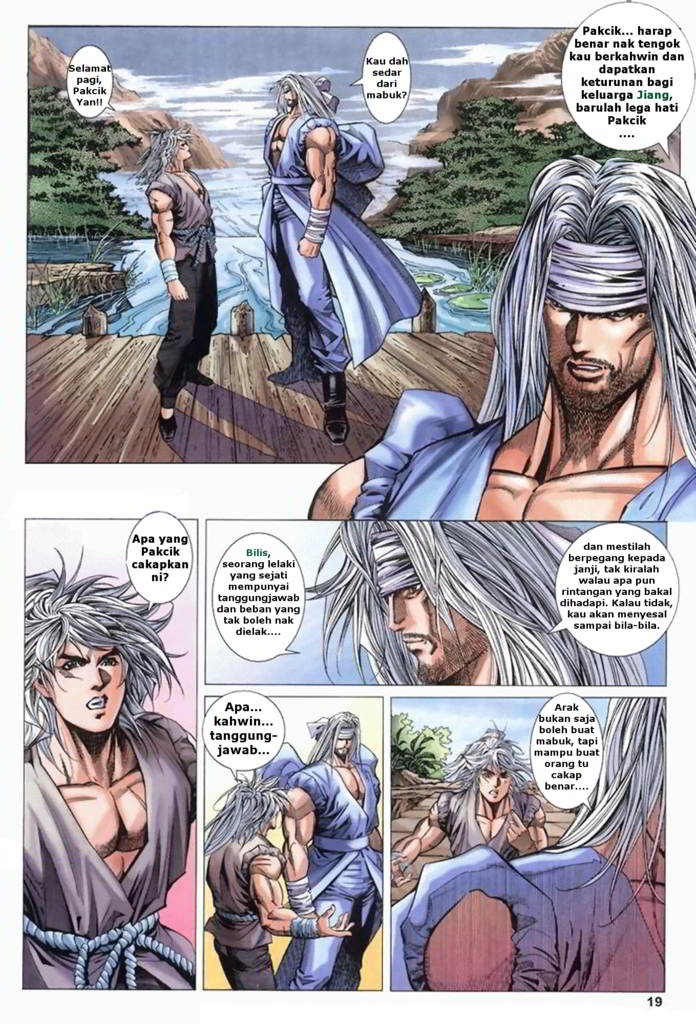 Selamat
pagi,
Pakcik
Yan!!
Kau dah
sedar
dari
mabuk?
Pakcik... harap
benar nak tengok
kau berkahwin dan
dapatkan
keturunan bagi
keluarga Jiang,
barulah lega hati
Pakcik
....
Apa yang
Pakcik
cakapkan
ni?
Bilis,
seorang lelaki
yang sejati
mempunyai
tanggungjawab
dan beban yang
tak boleh nak
dielak....
dan mestilah
berpegang kepada
janji, tak kiralah
walau apa pun
rintangan yang bakal
dihadapi. Kalau tidak,
kau akan menyesal
sampai bila-bila.
Apa...
kahwin...
tanggung-
jawab...
Arak
bukan saja
boleh buat
mabuk, tapi
mampu buat
orang tu
cakap
benar....
19